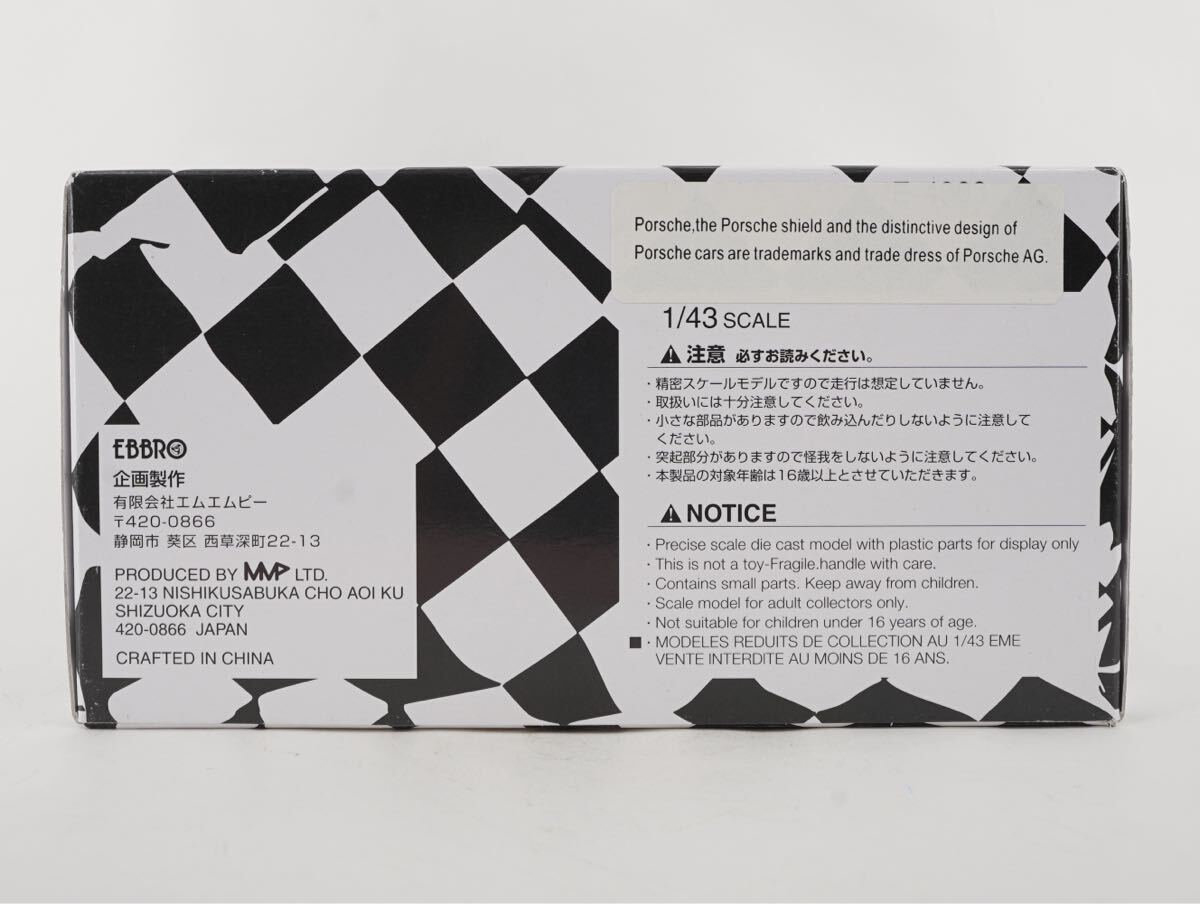 Porsche,the Porsche shield and the distinctive design of
Porsche cars are trademarks and trade dress of Porsche AG.
1/43 SCALE
注意 必ずお読みください。
・精密スケールモデルですので走行は想定していません。
・取扱いには十分注意してください。
・小さな部品がありますので飲み込んだりしないように注意して
ください。
・突起部分がありますので怪我をしないように注意してください。
・本製品の対象年齢は16歳以上とさせていただきます。
NOTICE
・Precise scale die cast model with plastic parts for display only
・This is not a toy-Fragile.handle with care.
・Contains small parts. Keep away from children.
・Scale model for adult collectors only.
・Not suitable for children under 16 years of age.
■・MODELES REDUITS DE COLLECTION AU 1/43 EME
VENTE INTERDITE AU MOINS DE 16 ANS.
EBBRO
企画製作
有限会社エムエムピー
〒420-0866
静岡市 葵区 西草深町22-13
PRODUCED BY MMP LTD.
22-13 NISHIKUSABUKA CHO AOI KU
SHIZUOKA CITY
420-0866 JAPAN
CRAFTED IN CHINA